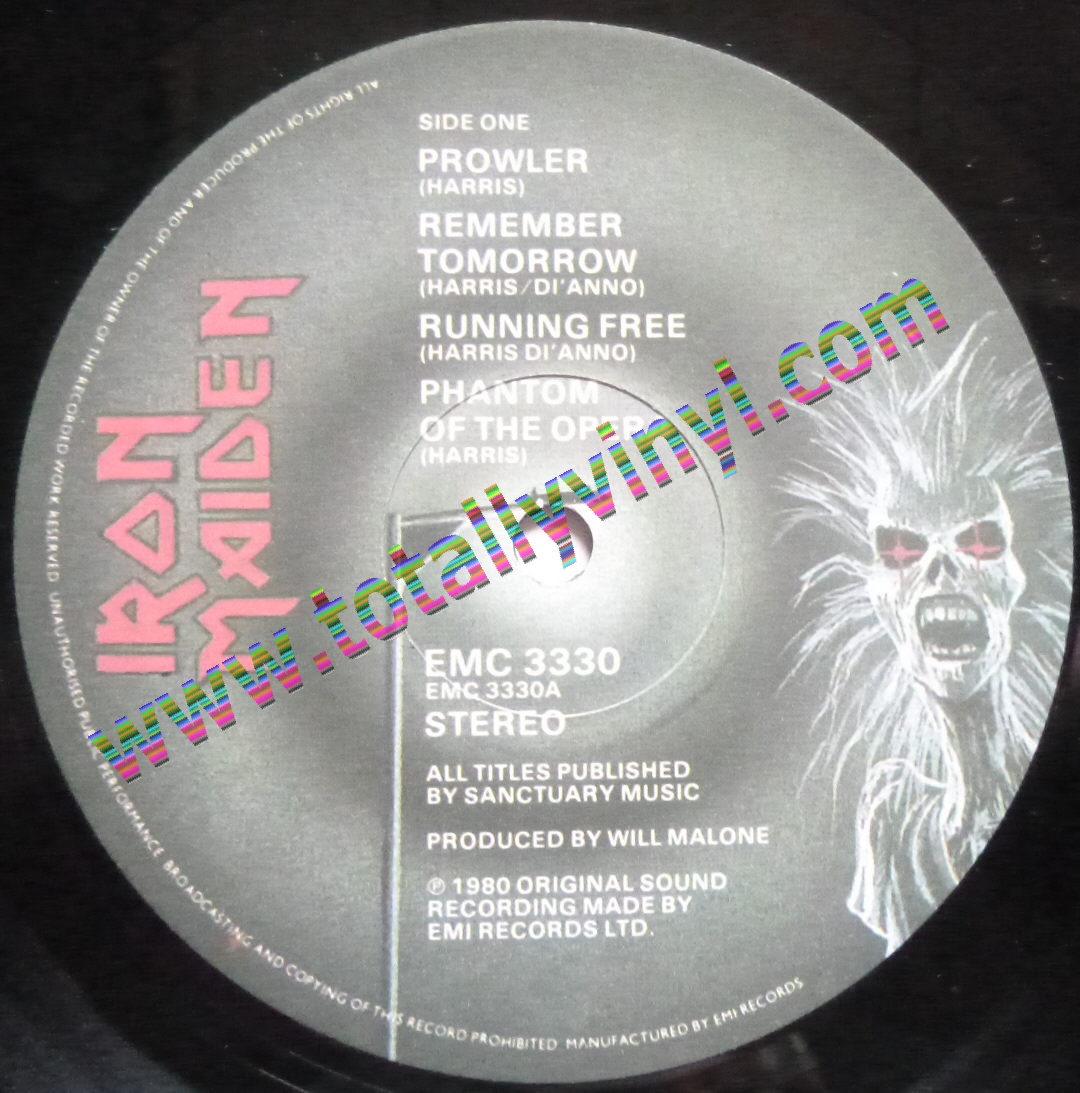 IRON
MAIDEN
SIDE ONE
PROWLER
(HARRIS)
REMEMBER
TOMORROW
(HARRIS/DI'ANNO)
RUNNING FREE
(HARRIS DI'ANNO)
PHANTOM
OF THE OPERA
(HARRIS)
www.totallyvinyl.com
EMC 3330
EMC 3330A
STEREO
ALL TITLES PUBLISHED
BY SANCTUARY MUSIC
PRODUCED BY WILL MALONE
℗ 1980 ORIGINAL SOUND
RECORDING MADE BY
EMI RECORDS LTD.
ALL RIGHTS OF THE PRODUCER AND OF THE OWNER OF THE RECORDED WORK RESERVED UNAUTHORISED PUBLIC PERFORMANCE BROADCASTING AND COPYING OF THIS RECORD PROHIBITED MANUFACTURED BY EMI RECORDS